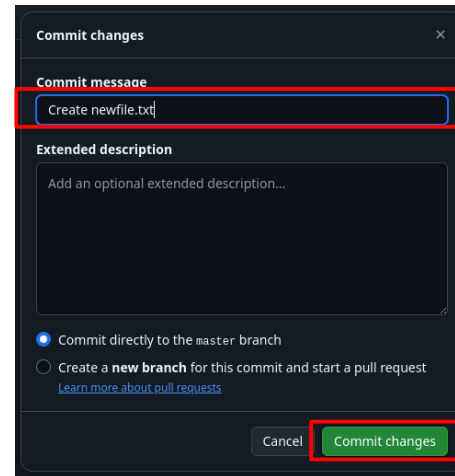 Commit changes
Commit message
Create newfile.txt
Extended description
Add an optional extended description...
Commit directly to the master branch
Create a new branch for this commit and start a pull request
Learn more about pull requests
Cancel
Commit changes